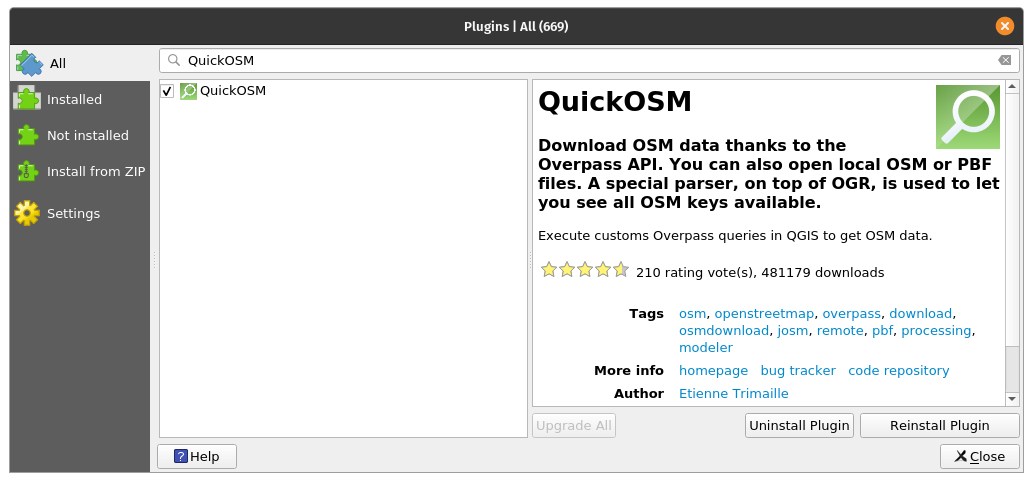 Plugins | All (669)
All
QuickOSM
Installed
Not installed
Install from ZIP
Settings
QuickOSM
QuickOSM
Download OSM data thanks to the
Overpass API. You can also open local OSM or PBF
files. A special parser, on top of OGR, is used to let
you see all OSM keys available.
Execute customs Overpass queries in QGIS to get OSM data.
210 rating vote(s), 481179 downloads
Tags osm, openstreetmap, overpass, download,
osmdownload, josm, remote, pbf, processing,
modeler
More info homepage bug tracker code repository
Author Etienne Trimaille
Upgrade All Uninstall Plugin Reinstall Plugin
? Help Close